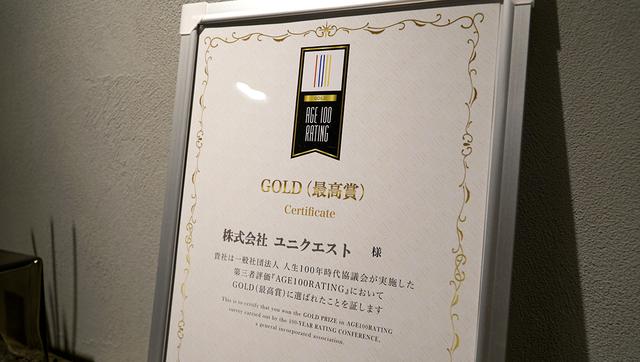 GOLD
AGE 100
RATING
GOLD（最高賞）
Certificate
株式会社 ユニクエスト 様
貴社は一般社団法人 人生100年時代協議会が実施した
第三者評価『AGE100RATING』において
GOLD（最高賞）に選ばれたことを証します
This is to certify that you won the GOLD PRIZE in AGE100RATING
survey carried out by the 100-YEAR RATING CONFERENCE,
a general incorporated association.